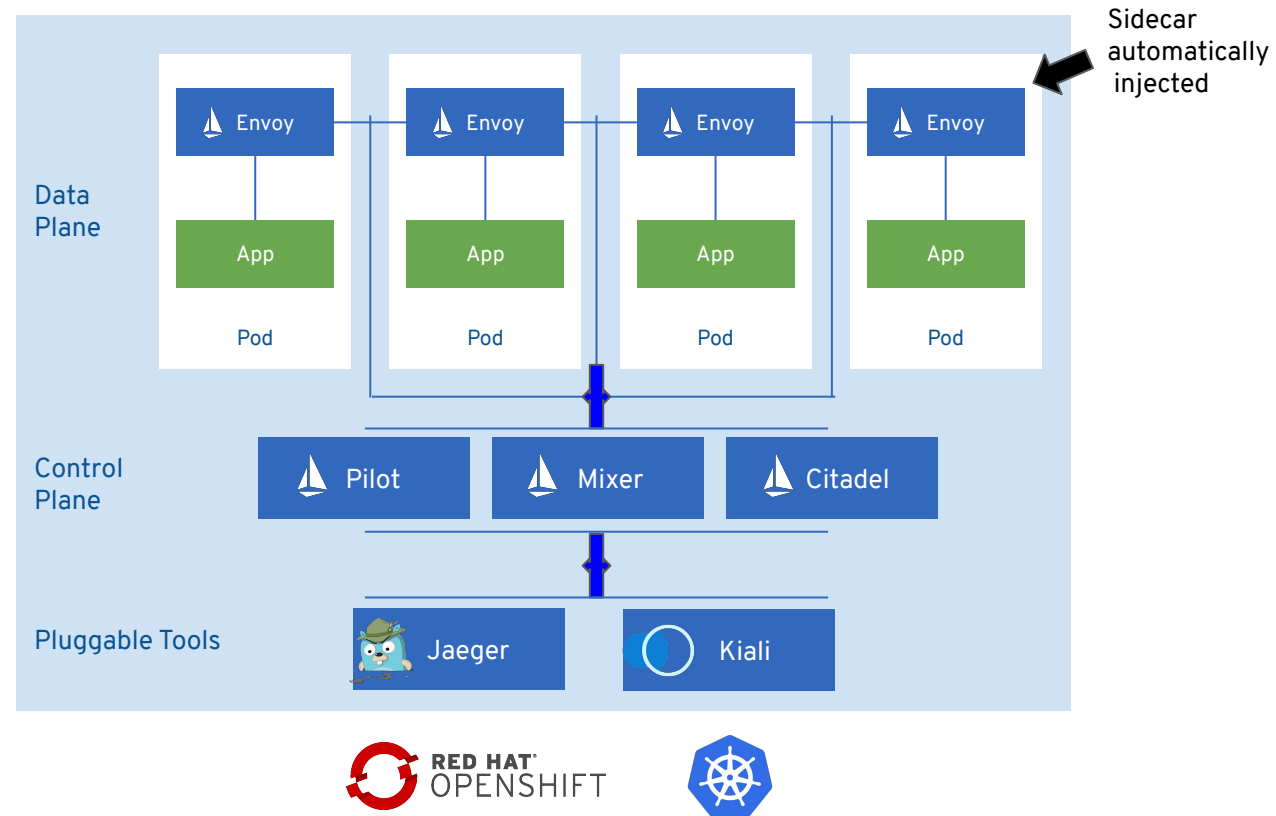 Sidecar
automatically
injected
Envoy
Envoy
Envoy
Envoy
Data
Plane
App
App
App
App
Pod
Pod
Pod
Pod
Control
Plane
Pilot
Mixer
Citadel
Pluggable Tools
Jaeger
Kiali
RED HAT®
OPENSHIFT